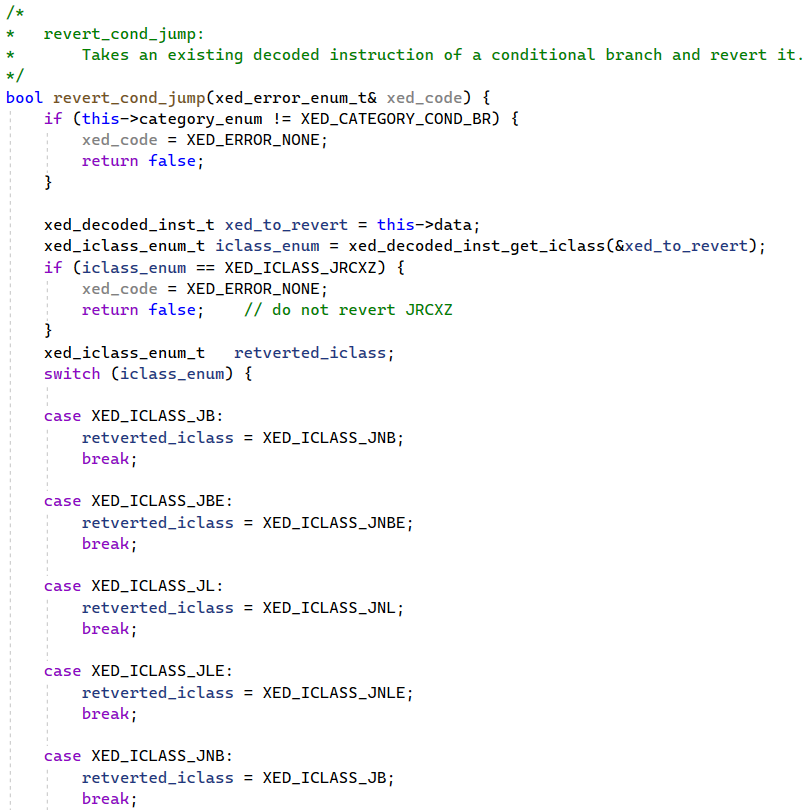 /*
*   revert_cond_jump:
*       Takes an existing decoded instruction of a conditional branch and revert it.
*/
bool revert_cond_jump(xed_error_enum_t& xed_code) {
    if (this->category_enum != XED_CATEGORY_COND_BR) {
        xed_code = XED_ERROR_NONE;
        return false;
    }
    xed_decoded_inst_t xed_to_revert = this->data;
    xed_iclass_enum_t iclass_enum = xed_decoded_inst_get_iclass(&xed_to_revert);
    if (iclass_enum == XED_ICLASS_JRCXZ) {
        xed_code = XED_ERROR_NONE;
        return false;    // do not revert JRCXZ
    }
    xed_iclass_enum_t   retverted_iclass;
    switch (iclass_enum) {
    case XED_ICLASS_JB:
        retverted_iclass = XED_ICLASS_JNB;
        break;
    case XED_ICLASS_JBE:
        retverted_iclass = XED_ICLASS_JNBE;
        break;
    case XED_ICLASS_JL:
        retverted_iclass = XED_ICLASS_JNL;
        break;
    case XED_ICLASS_JLE:
        retverted_iclass = XED_ICLASS_JNLE;
        break;
    case XED_ICLASS_JNB:
        retverted_iclass = XED_ICLASS_JB;
        break;